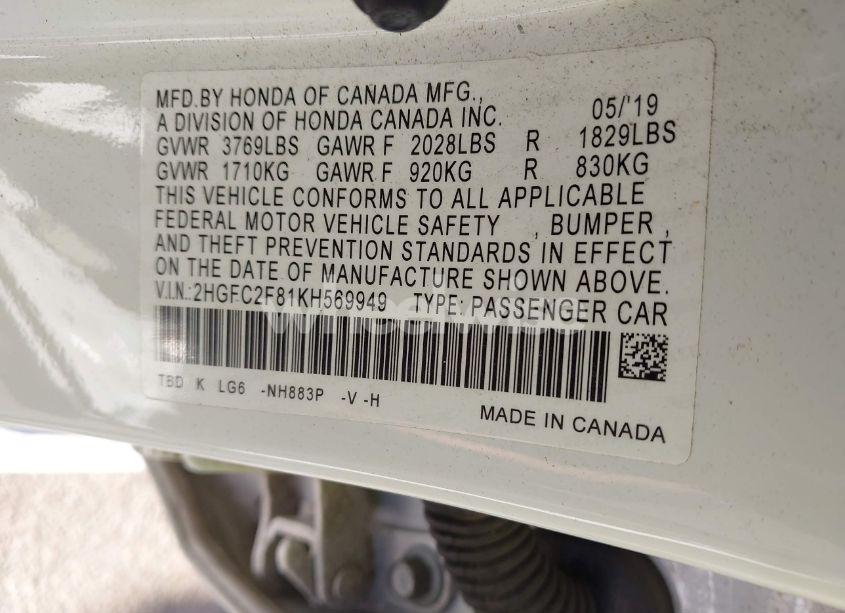 MFD.BY HONDA OF CANADA MFG.,
A DIVISION OF HONDA CANADA INC. 05/'19
GVWR 3769LBS GAWR F 2028LBS R 1829LBS
GVWR 1710KG GAWR F 920KG R 830KG
THIS VEHICLE CONFORMS TO ALL APPLICABLE
FEDERAL MOTOR VEHICLE SAFETY , BUMPER ,
AND THEFT PREVENTION STANDARDS IN EFFECT
ON THE DATE OF MANUFACTURE SHOWN ABOVE.
V.I.N.:2HGFC2F81KH569949 TYPE: PASSENGER CAR
TBD K LG6 -NH883P -V -H
MADE IN CANADA